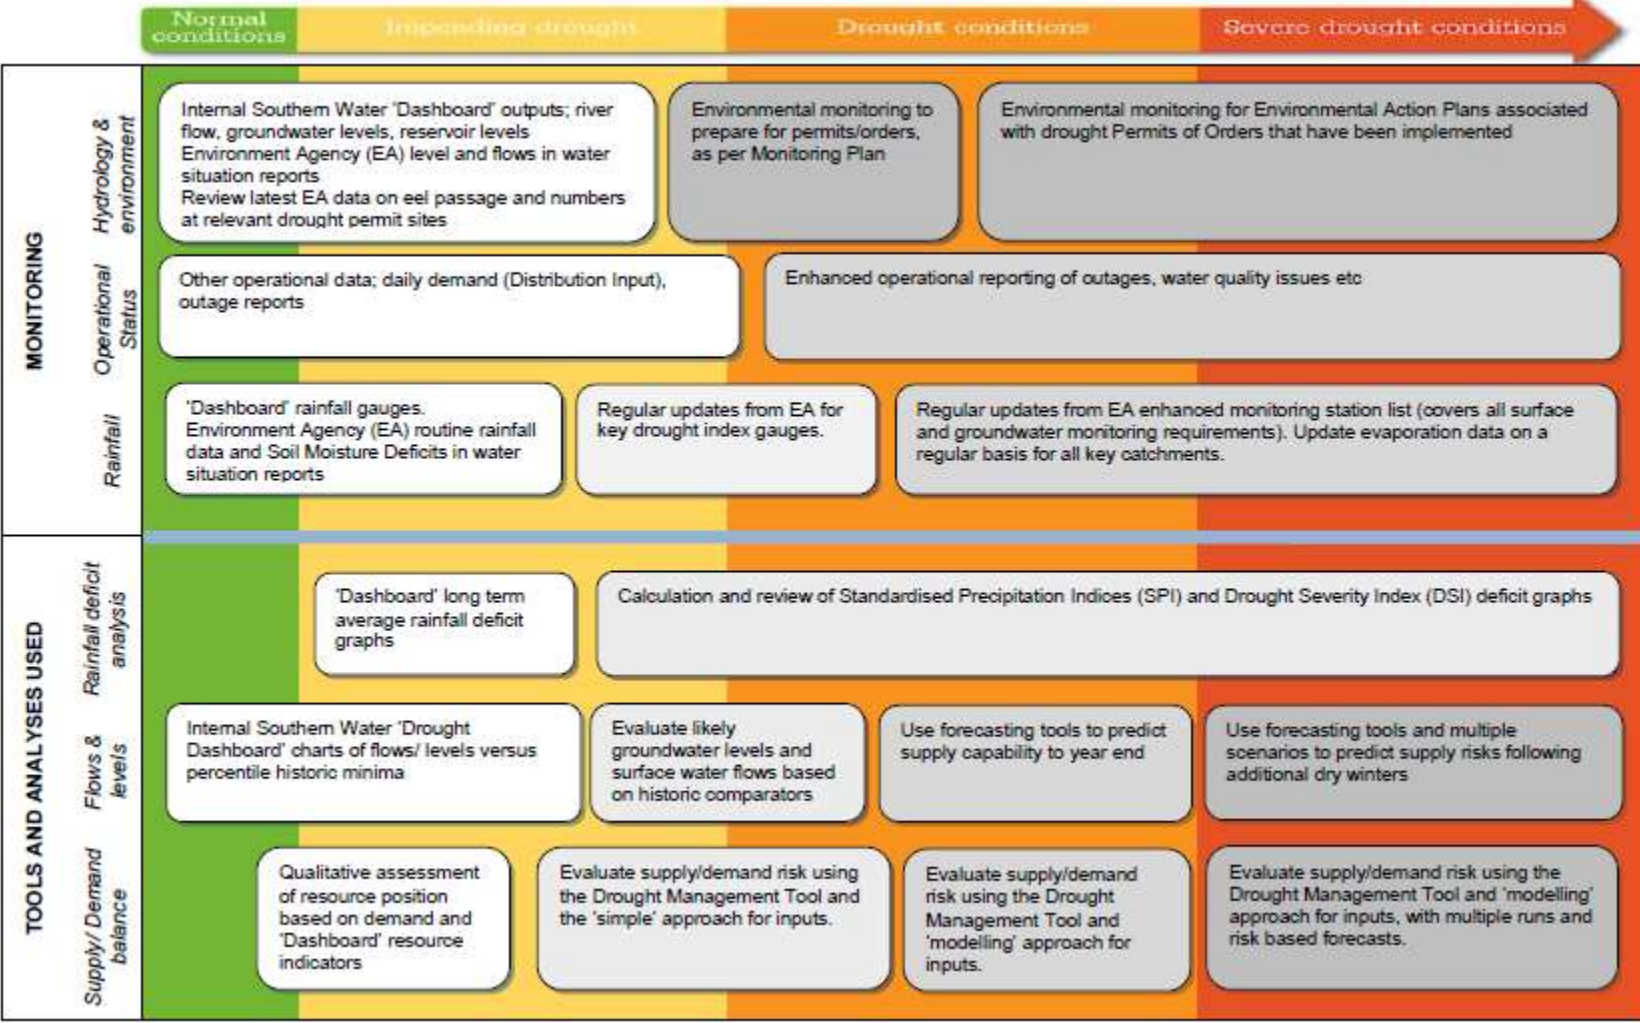 Normal
conditions
Impending drought
Drought conditions
Severe drought conditions
MONITORING
Hydrology &
environment
Internal Southern Water 'Dashboard' outputs; river
flow, groundwater levels, reservoir levels
Environment Agency (EA) level and flows in water
situation reports
Review latest EA data on eel passage and numbers
at relevant drought permit sites
Environmental monitoring to
prepare for permits/orders,
as per Monitoring Plan
Environmental monitoring for Environmental Action Plans associated
with drought Permits of Orders that have been implemented
Operational
Status
Other operational data; daily demand (Distribution Input),
outage reports
Enhanced operational reporting of outages, water quality issues etc
Rainfall
'Dashboard' rainfall gauges.
Environment Agency (EA) routine rainfall
data and Soil Moisture Deficits in water
situation reports
Regular updates from EA for
key drought index gauges.
Regular updates from EA enhanced monitoring station list (covers all surface
and groundwater monitoring requirements). Update evaporation data on a
regular basis for all key catchments.
TOOLS AND ANALYSES USED
Rainfall deficit
analysis
'Dashboard' long term
average rainfall deficit
graphs
Calculation and review of Standardised Precipitation Indices (SPI) and Drought Severity Index (DSI) deficit graphs
Flows &
levels
Internal Southern Water 'Drought
Dashboard' charts of flows/ levels versus
percentile historic minima
Evaluate likely
groundwater levels and
surface water flows based
on historic comparators
Use forecasting tools to predict
supply capability to year end
Use forecasting tools and multiple
scenarios to predict supply risks following
additional dry winters
Supply/ Demand
balance
Qualitative assessment
of resource position
based on demand and
'Dashboard' resource
indicators
Evaluate supply/demand risk using
the Drought Management Tool and
the 'simple' approach for inputs.
Evaluate supply/demand
risk using the Drought
Management Tool and
'modelling' approach for
inputs.
Evaluate supply/demand risk using the
Drought Management Tool and 'modelling'
approach for inputs, with multiple runs and
risk based forecasts.